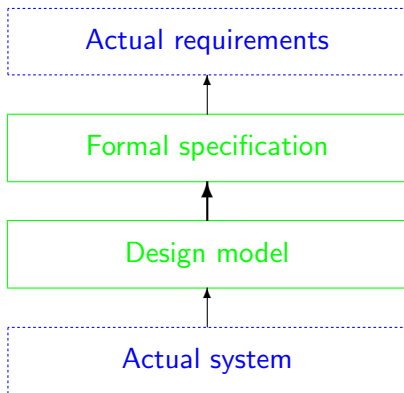 Actual requirements
Formal specification
Design model
Actual system